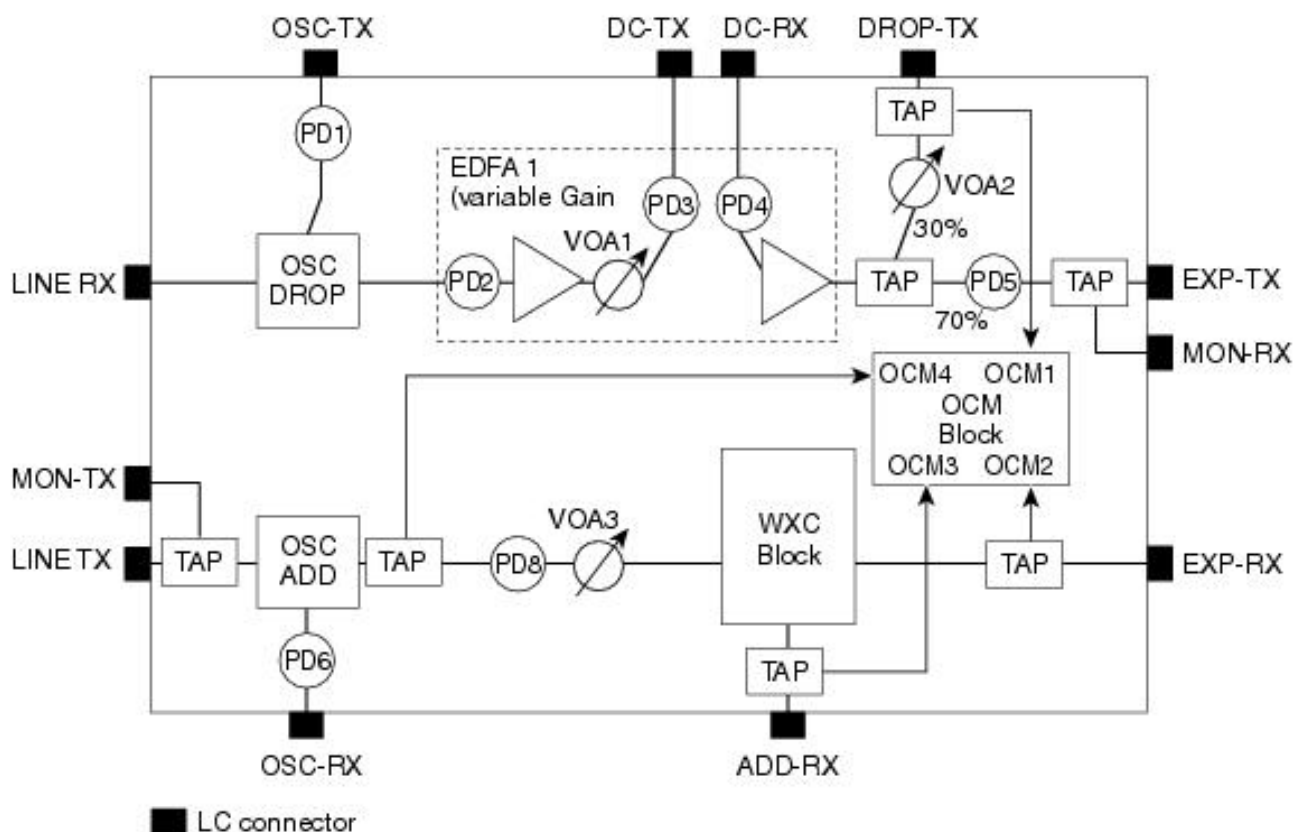 OSC-TX
DC-TX
DC-RX
DROP-TX
TAP
PD1
EDFA 1
(variable Gain
VOA2
PD3
PD4
30%
VOA1
LINE RX
OSC
DROP
PD2
TAP
PD5
TAP
EXP-TX
70%
MON-RX
OCM4
OCM1
OCM
Block
OCM3
OCM2
MON-TX
VOA3
WXC
Block
LINE TX
TAP
OSC
ADD
TAP
PD8
TAP
EXP-RX
PD6
TAP
OSC-RX
ADD-RX
LC connector